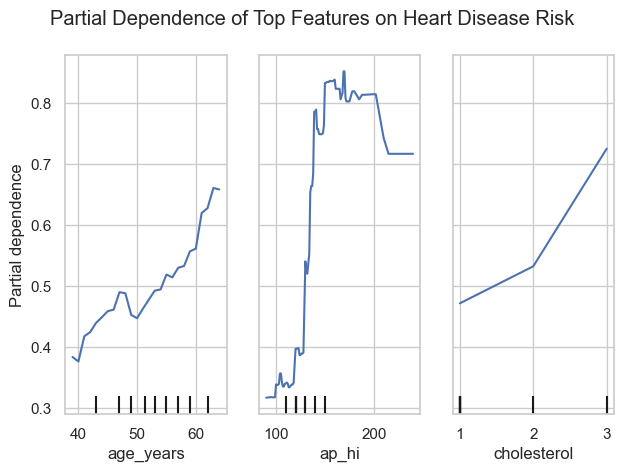 Partial Dependence of Top Features on Heart Disease Risk
Partial dependence
0.8
0.7
0.6
0.5
0.4
0.3
40 50 60
age_years
100 200
ap_hi
1 2 3
cholesterol